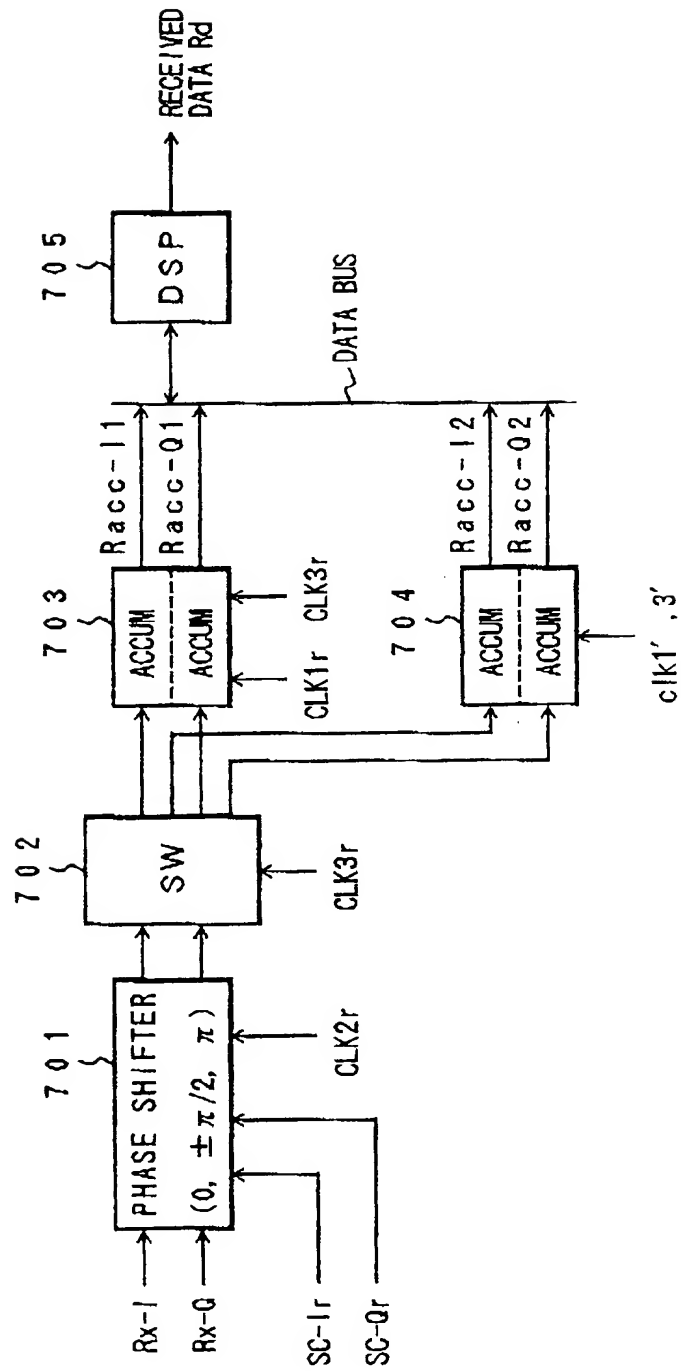 Rx-I
Rx-Q
SC-Ir
SC-Qr
701
PHASE SHIFTER
(0, ±π/2, π)
CLK2r
702
SW
CLK3r
703
ACCUM
ACCUM
CLK1r
CLK3r
Racc-I1
Racc-Q1
704
ACCUM
ACCUM
clk1′,3′
Racc-I2
Racc-Q2
DATA BUS
705
DSP
RECEIVED
DATA Rd